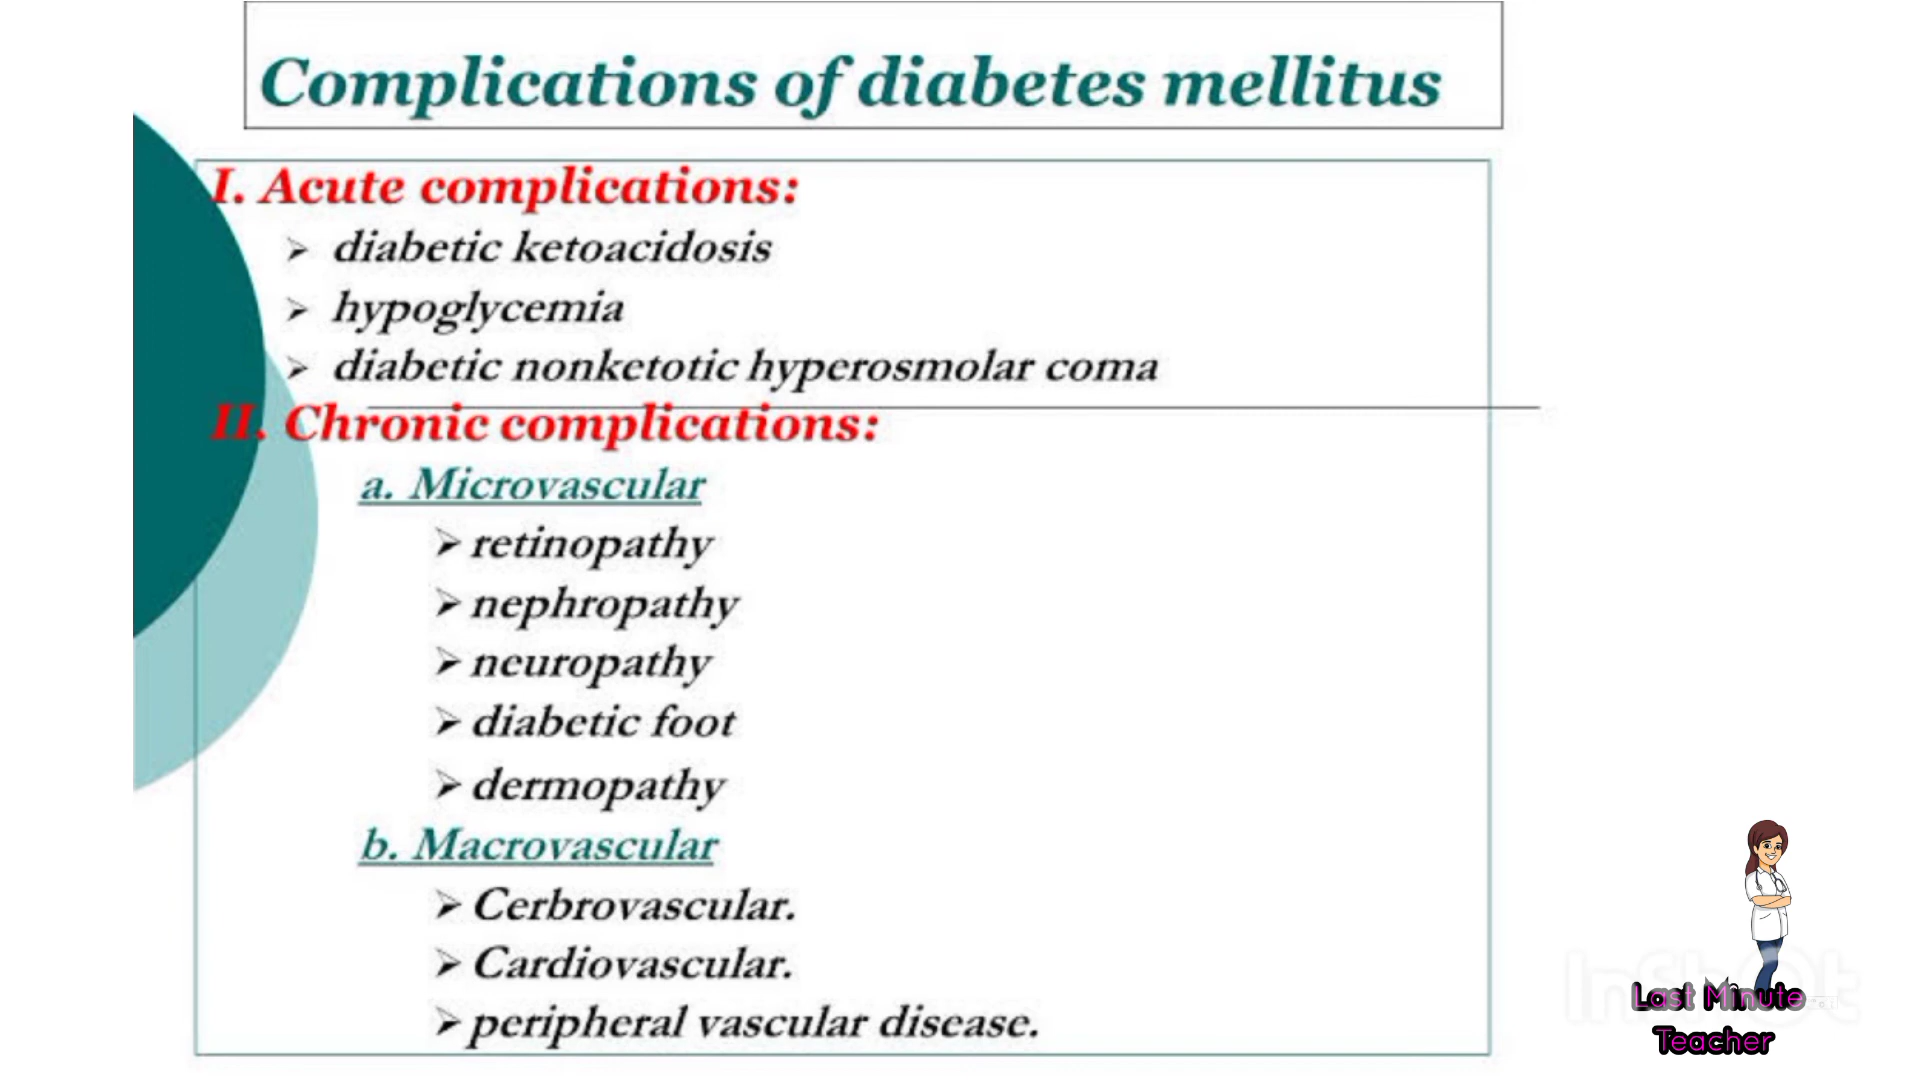 Complications of diabetes mellitus
I. Acute complications:
➢ diabetic ketoacidosis
➢ hypoglycemia
➢ diabetic nonketotic hyperosmolar coma
II. Chronic complications:
a. Microvascular
➢ retinopathy
➢ nephropathy
➢ neuropathy
➢ diabetic foot
➢ dermopathy
b. Macrovascular
➢ Cerbrovascular.
➢ Cardiovascular.
➢ peripheral vascular disease.
InShOt
Last Minute
Teacher